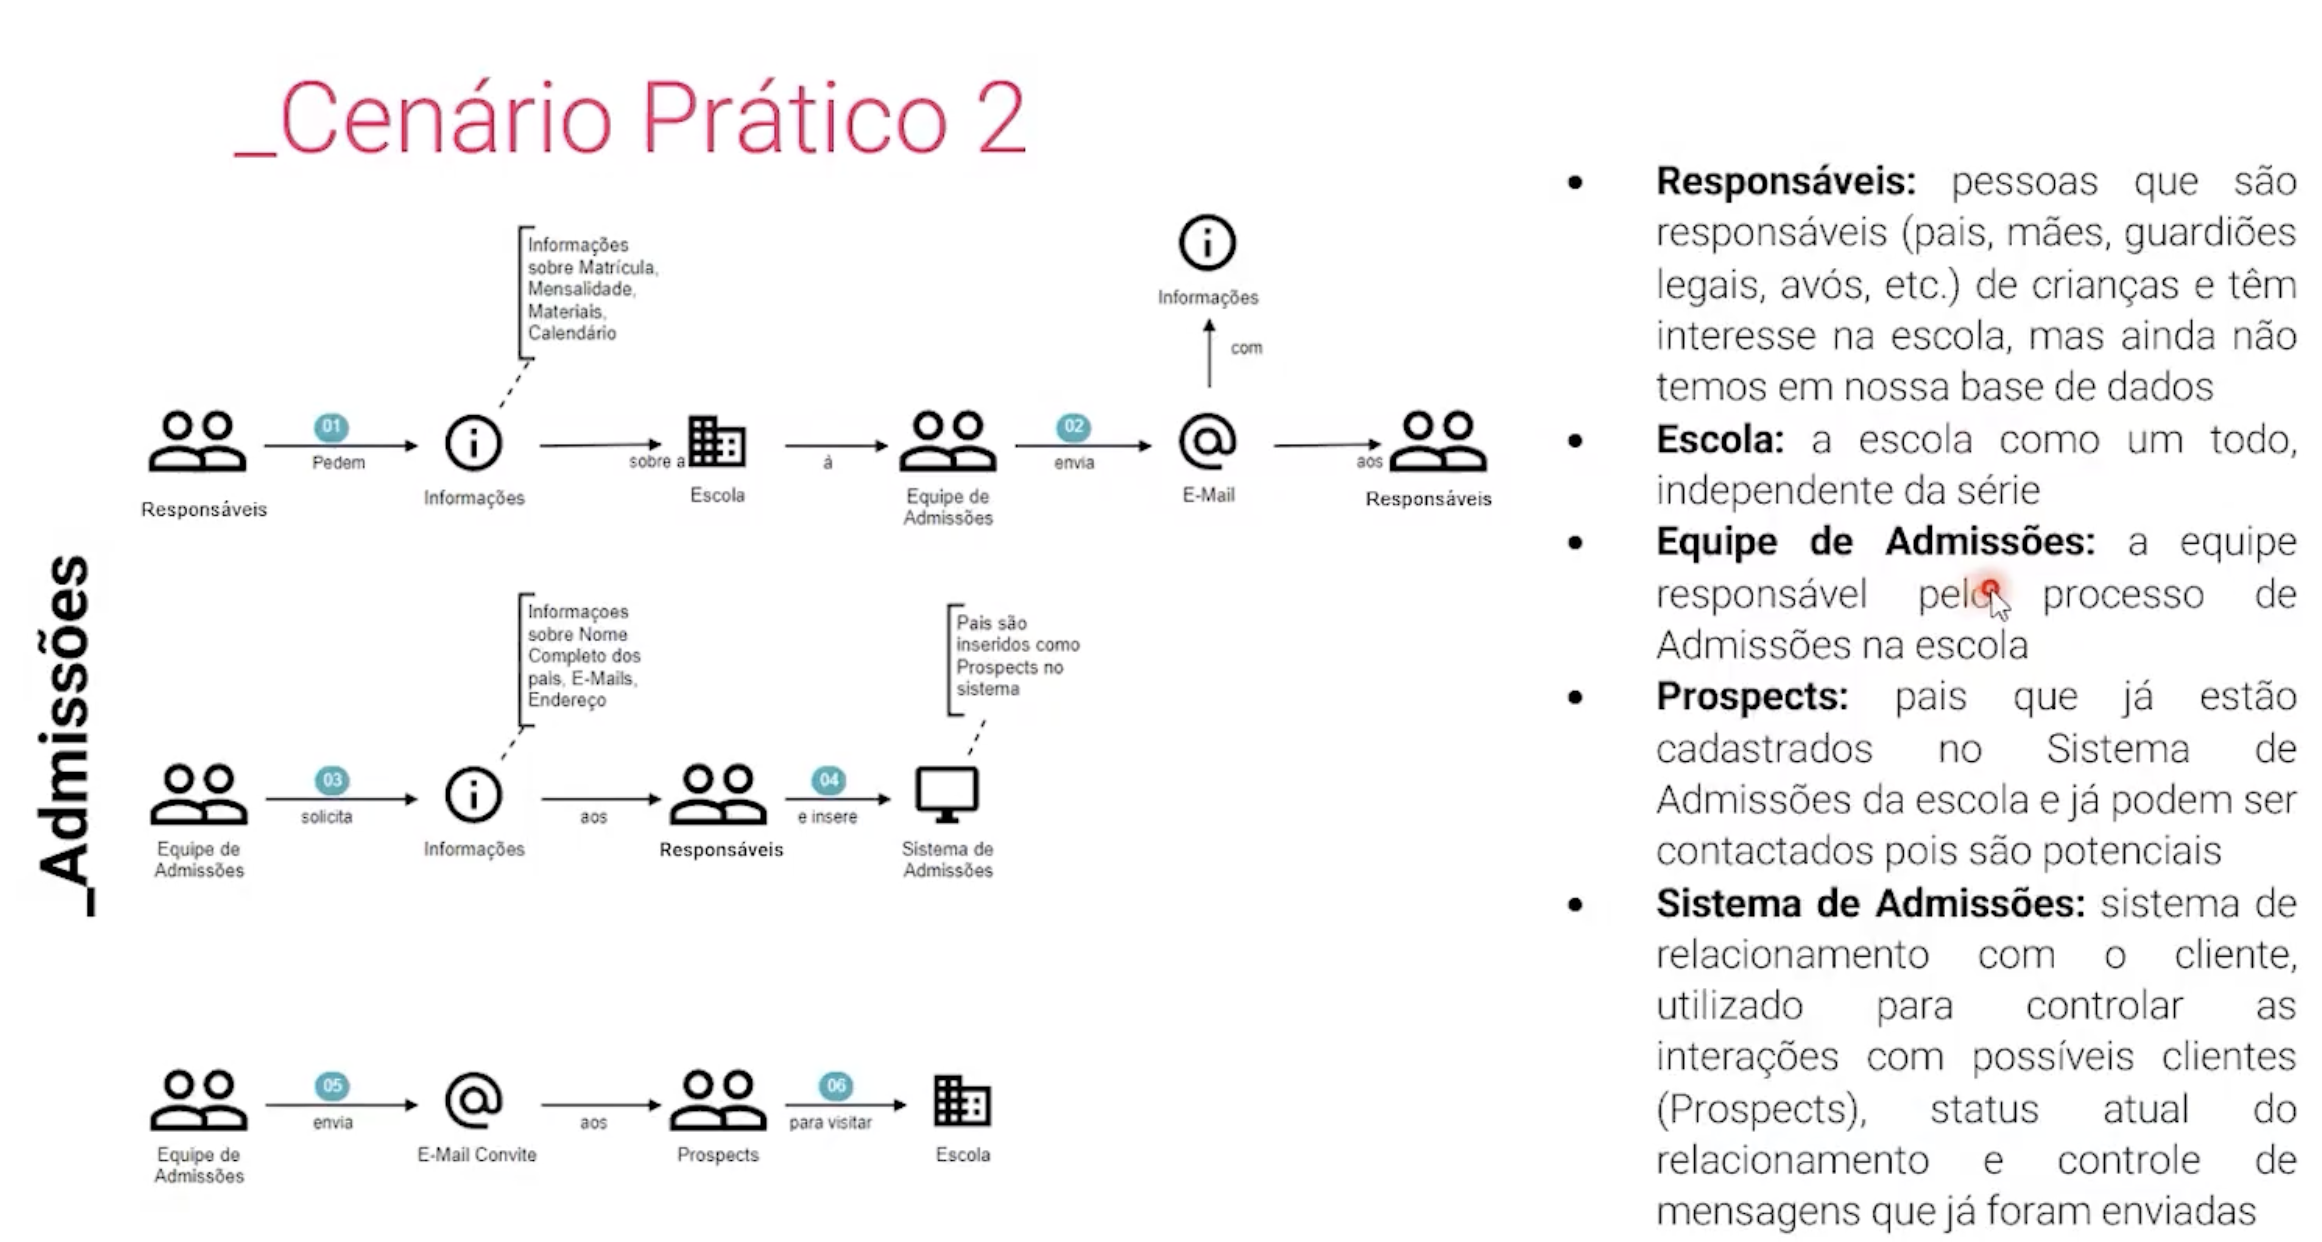 _Cenário Prático 2
Informações
sobre Matrícula,
Mensalidade,
Materiais,
Calendário
Informações
com
01
Pedem
sobre a
à
02
envia
aos
Responsáveis
Informações
Escola
Equipe de
Admissões
E-Mail
Responsáveis
_Admissões
Informaçoes
sobre Nome
Completo dos
pais, E-Mails,
Endereço
Pais são
inseridos como
Prospects no
sistema
03
solicita
aos
04
e insere
Equipe de
Admissões
Informações
Responsáveis
Sistema de
Admissões
05
envia
aos
06
para visitar
Equipe de
Admissões
E-Mail Convite
Prospects
Escola
• Responsáveis: pessoas que são
responsáveis (pais, mães, guardiões
legais, avós, etc.) de crianças e têm
interesse na escola, mas ainda não
temos em nossa base de dados
• Escola: a escola como um todo,
independente da série
• Equipe de Admissões: a equipe
responsável pelo processo de
Admissões na escola
• Prospects: pais que já estão
cadastrados no Sistema de
Admissões da escola e já podem ser
contactados pois são potenciais
• Sistema de Admissões: sistema de
relacionamento com o cliente,
utilizado para controlar as
interações com possíveis clientes
(Prospects), status atual do
relacionamento e controle de
mensagens que já foram enviadas